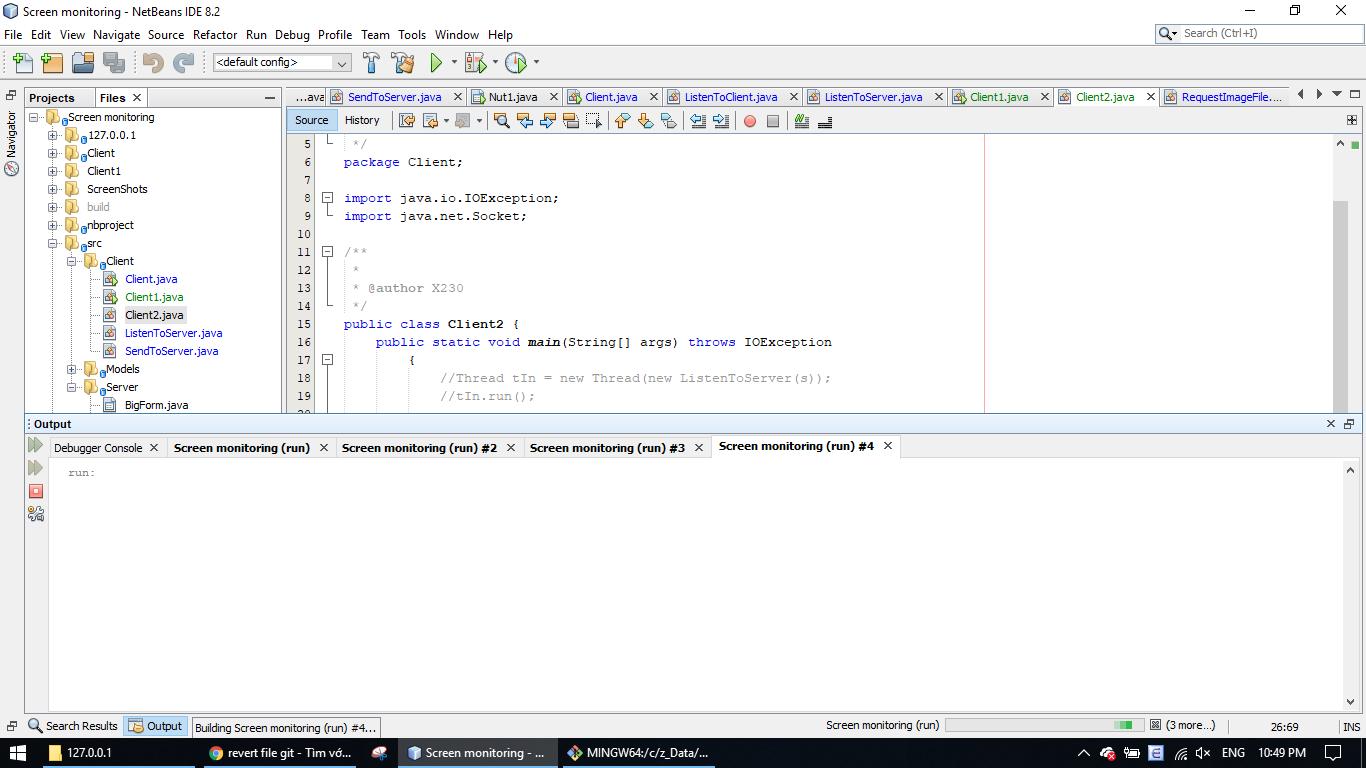 Screen monitoring - NetBeans IDE 8.2
File Edit View Navigate Source Refactor Run Debug Profile Team Tools Window Help
Search (Ctrl+I)
<default config>
Projects Files
...ava SendToServer.java Nut1.java Client.java ListenToClient.java ListenToServer.java Client1.java Client2.java RequestImageFile....
Navigator
Source History
Screen monitoring
127.0.0.1
Client
Client1
ScreenShots
build
nbproject
src
Client
Client.java
Client1.java
Client2.java
ListenToServer.java
SendToServer.java
Models
Server
BigForm.java
5 */
6 package Client;
7
8 import java.io.IOException;
9 import java.net.Socket;
10
11 /**
12 *
13 * @author X230
14 */
15 public class Client2 {
16 public static void main(String[] args) throws IOException
17 {
18 //Thread tIn = new Thread(new ListenToServer(s));
19 //tIn.run();
20
Output
Debugger Console Screen monitoring (run) Screen monitoring (run) #2 Screen monitoring (run) #3 Screen monitoring (run) #4
run:
Search Results Output Building Screen monitoring (run) #4... Screen monitoring (run) (3 more...) 26:69 INS
127.0.0.1 revert file git - Tìm vớ... Screen monitoring - ... MINGW64:/c/z_Data/... ENG 10:49 PM